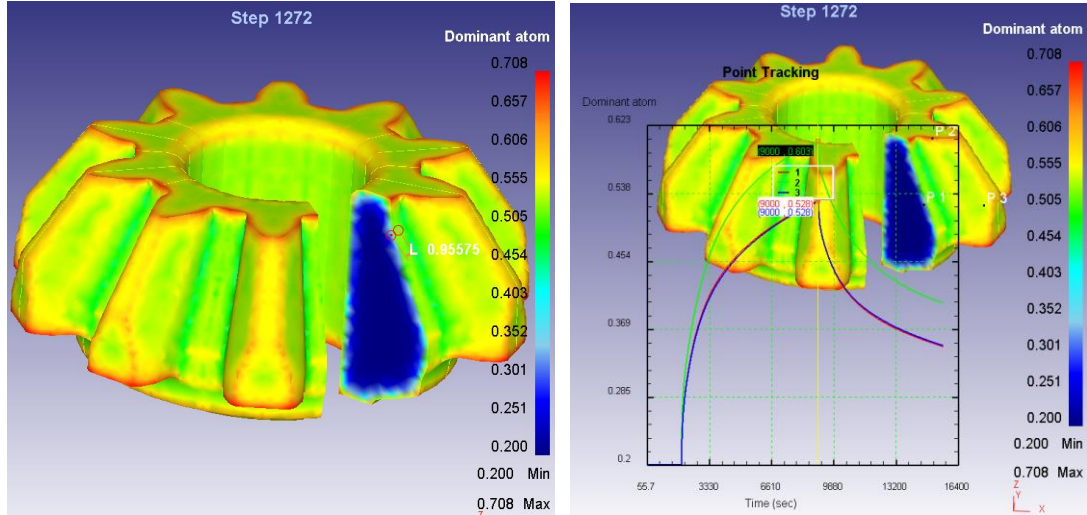 Step 1272
Dominant atom
0.708
0.657
0.606
0.555
0.505
0.454
0.403
0.352
0.301
0.251
0.200
0.200 Min
0.708 Max
L 0.95575
Z
Step 1272
Dominant atom
0.708
0.657
0.606
0.555
0.505
0.454
0.403
0.352
0.301
0.251
0.200
0.200 Min
0.708 Max
Point Tracking
Dominant atom
0.623
0.538
0.454
0.369
0.285
0.2
55.7 3330 6610 9880 13200 16400
Time (sec)
(9000 , 0.603)
1
2
3
(9000 , 0.528)
(9000 , 0.528)
P 2
P 1
P 3
Z
Y
X